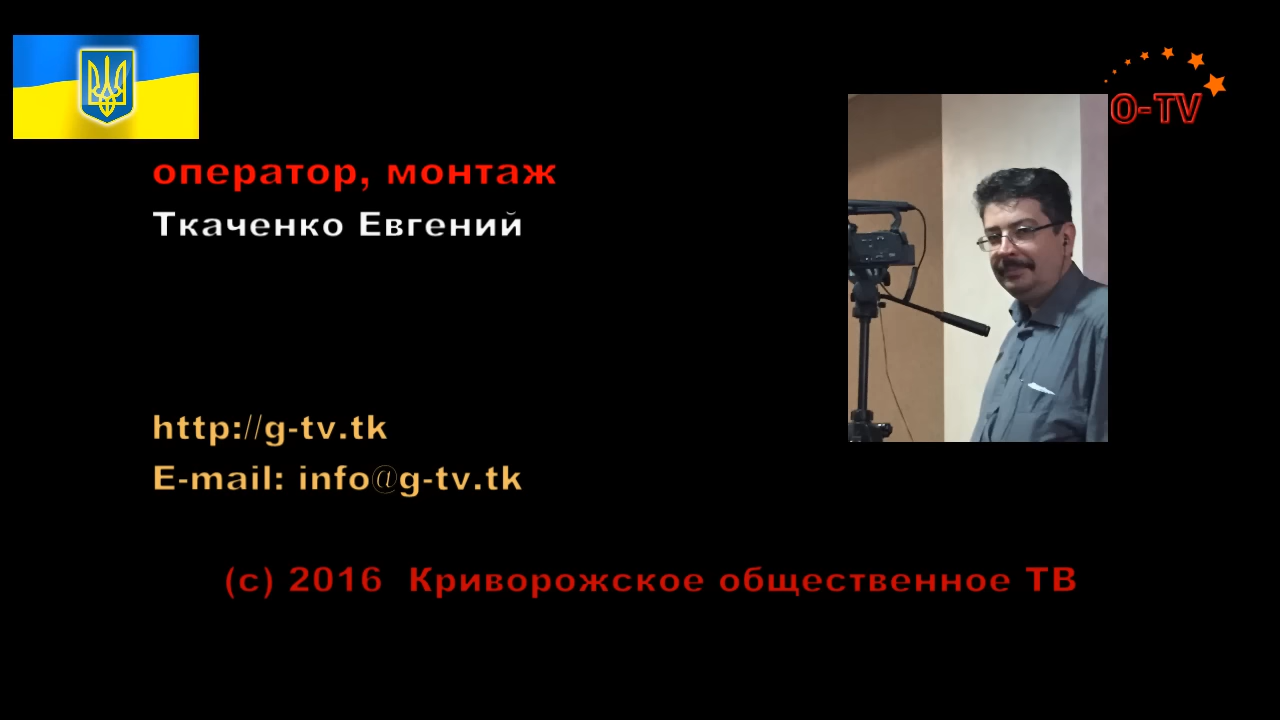 O-TV
оператор, монтаж
Ткаченко Евгений
http://g-tv.tk
E-mail: info@g-tv.tk
(с) 2016 Криворожское общественное ТВ